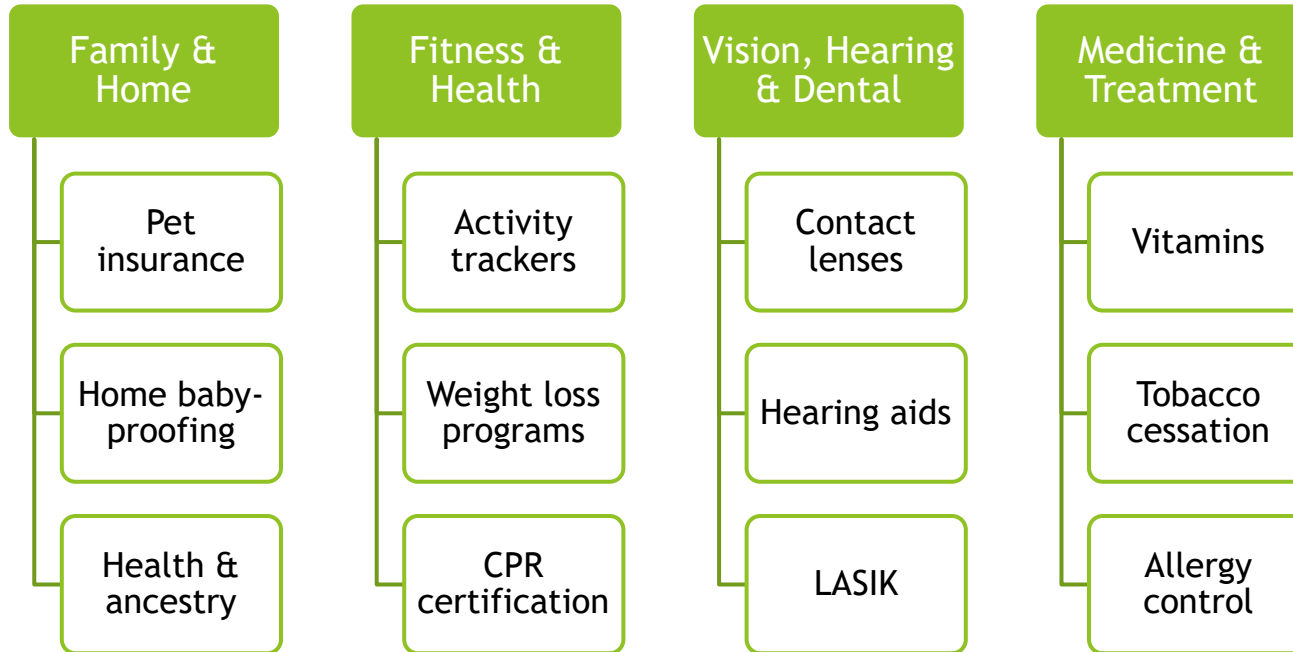 Family &
Home
Pet
insurance
Home baby-
proofing
Health &
ancestry
Fitness &
Health
Activity
trackers
Weight loss
programs
CPR
certification
Vision, Hearing
& Dental
Contact
lenses
Hearing aids
LASIK
Medicine &
Treatment
Vitamins
Tobacco
cessation
Allergy
control